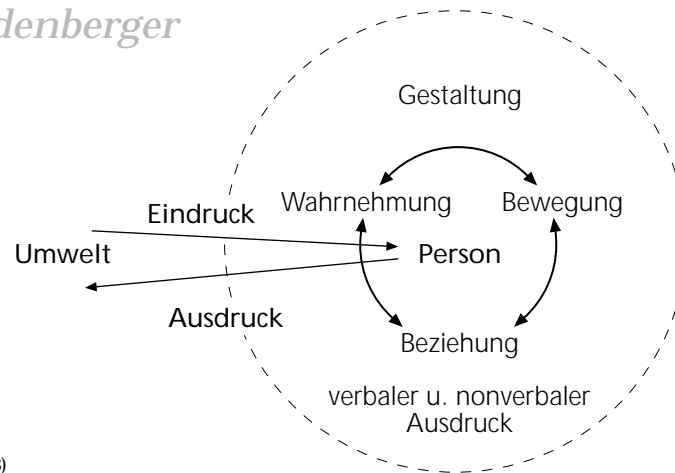 denberger
Gestaltung
Wahrnehmung Bewegung
Eindruck
Umwelt Person
Ausdruck
Beziehung
verbaler u. nonverbaler
Ausdruck
)